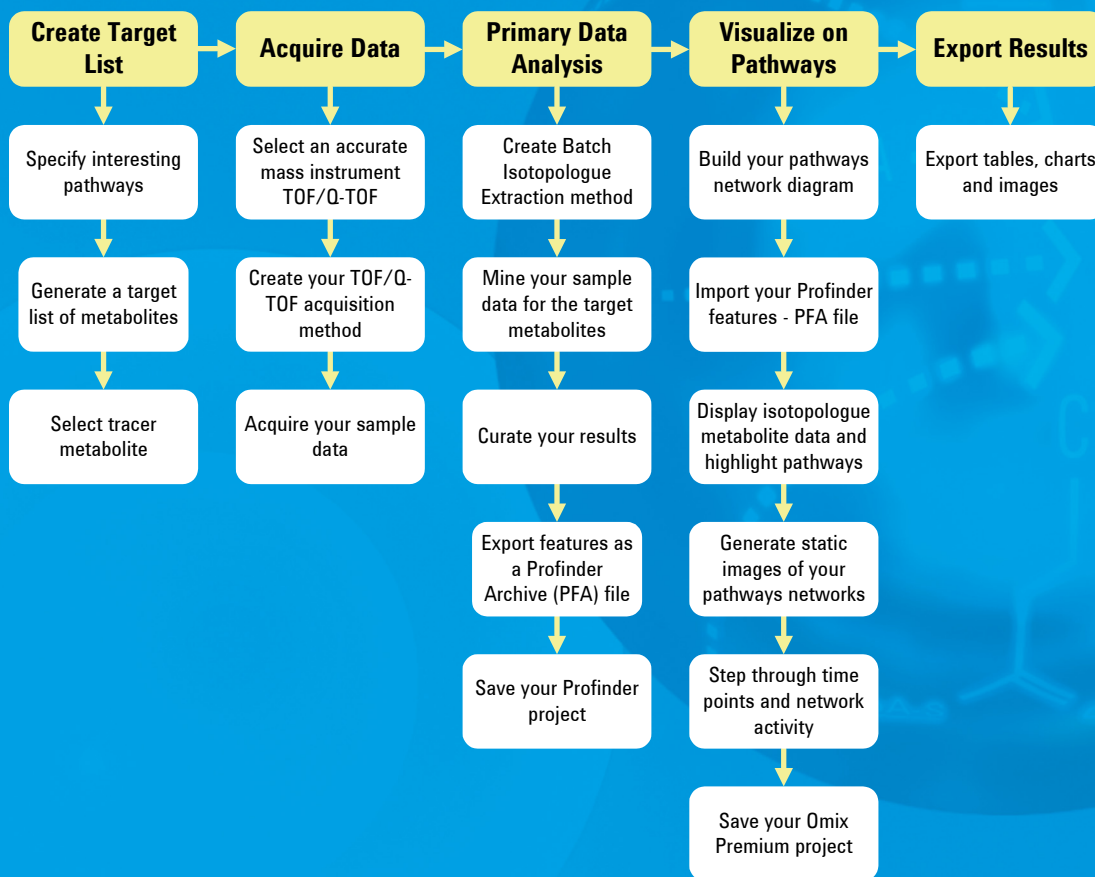 Create Target
List
Acquire Data
Primary Data
Analysis
Visualize on
Pathways
Export Results
Specify interesting
pathways
Generate a target
list of metabolites
Select tracer
metabolite
Select an accurate
mass instrument
TOF/Q-TOF
Create your TOF/Q-
TOF acquisition
method
Acquire your sample
data
Create Batch
Isotopologue
Extraction method
Mine your sample
data for the target
metabolites
Curate your results
Export features as
a Profinder
Archive (PFA) file
Save your Profinder
project
Build your pathways
network diagram
Import your Profinder
features - PFA file
Display isotopologue
metabolite data and
highlight pathways
Generate static
images of your
pathways networks
Step through time
points and network
activity
Save your Omix
Premium project
Export tables, charts
and images
C